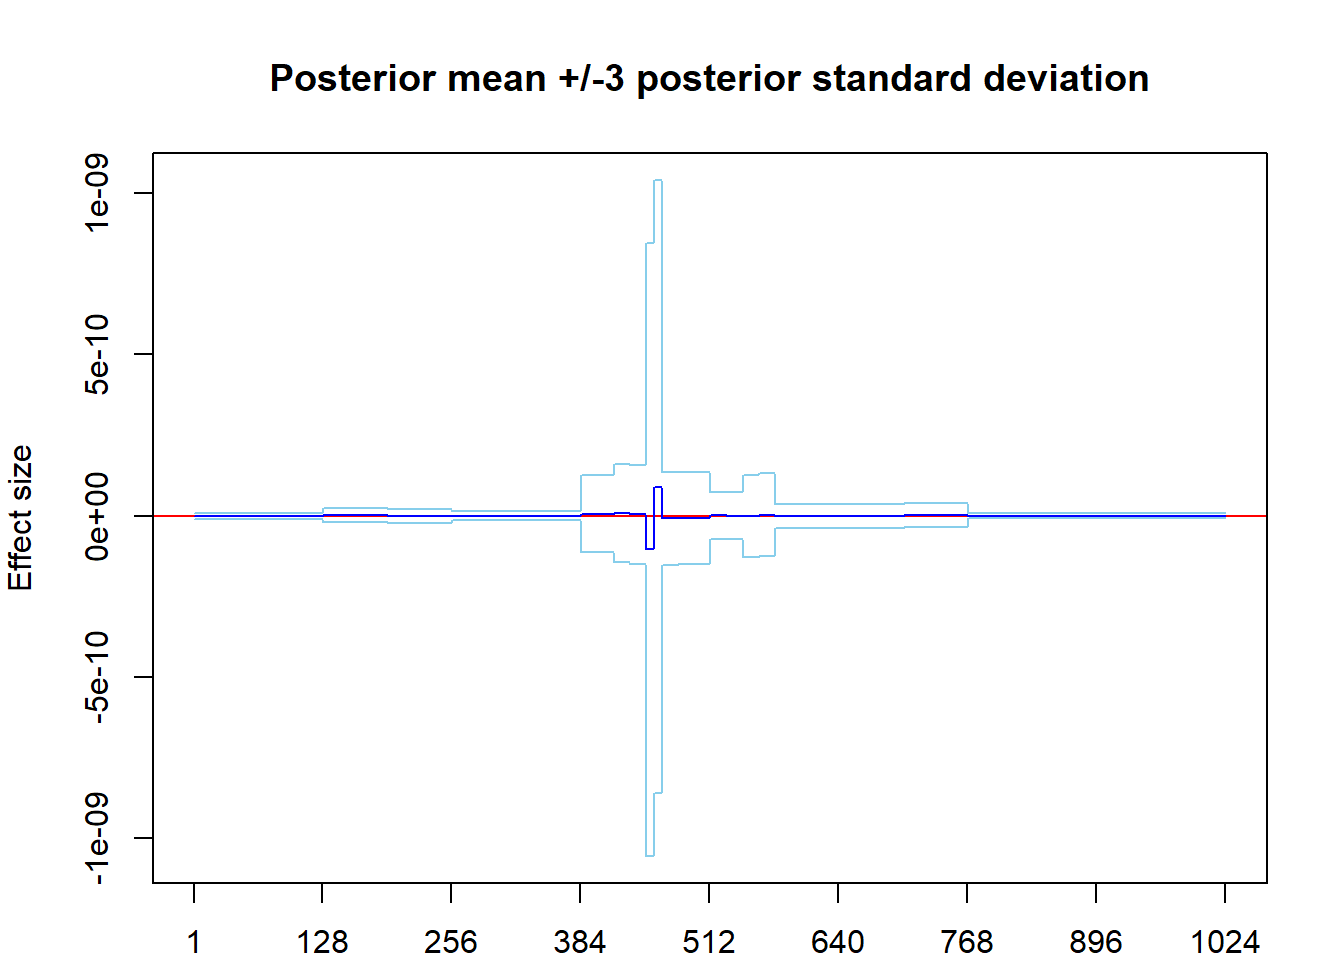 Posterior mean +/-3 posterior standard deviation
Effect size
1e-09
5e-10
0e+00
-5e-10
-1e-09
1 128 256 384 512 640 768 896 1024